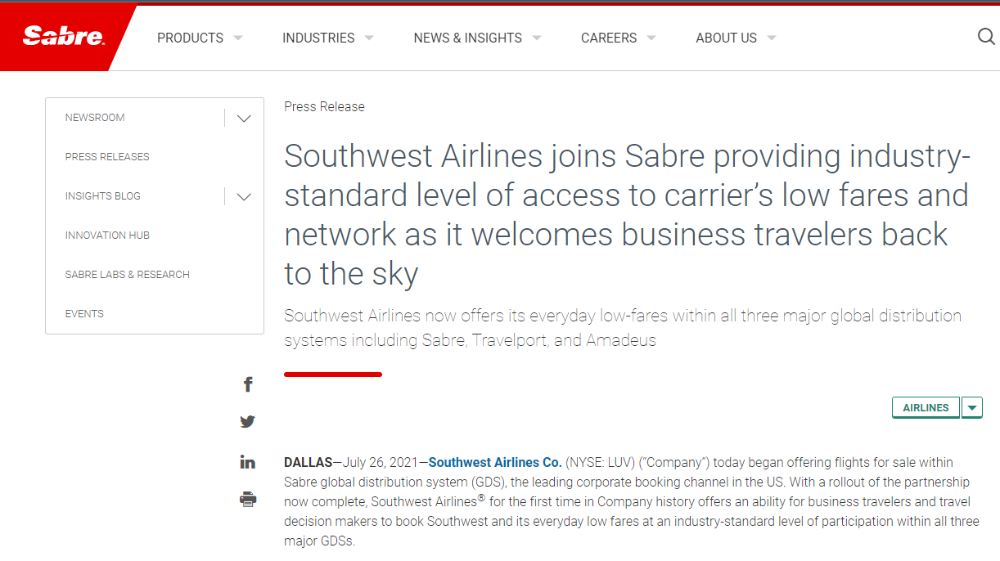 Sabre.
PRODUCTS
INDUSTRIES
NEWS & INSIGHTS
CAREERS
ABOUT US
NEWSROOM
PRESS RELEASES
INSIGHTS BLOG
INNOVATION HUB
SABRE LABS & RESEARCH
EVENTS
Press Release
Southwest Airlines joins Sabre providing industry-
standard level of access to carrier’s low fares and
network as it welcomes business travelers back
to the sky
Southwest Airlines now offers its everyday low-fares within all three major global distribution
systems including Sabre, Travelport, and Amadeus
AIRLINES
DALLAS—July 26, 2021—Southwest Airlines Co. (NYSE: LUV) (“Company”) today began offering flights for sale within
Sabre global distribution system (GDS), the leading corporate booking channel in the US. With a rollout of the partnership
now complete, Southwest Airlines® for the first time in Company history offers an ability for business travelers and travel
decision makers to book Southwest and its everyday low fares at an industry-standard level of participation within all three
major GDSs.